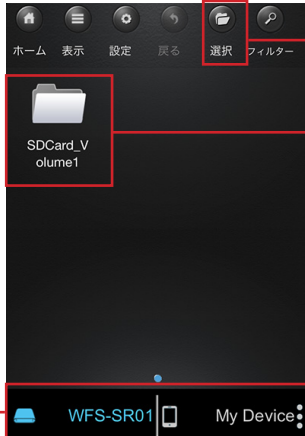 ホーム 表示 設定 戻る 選択 フィルター
SDCard_V
olume1
WFS-SR01 My Device